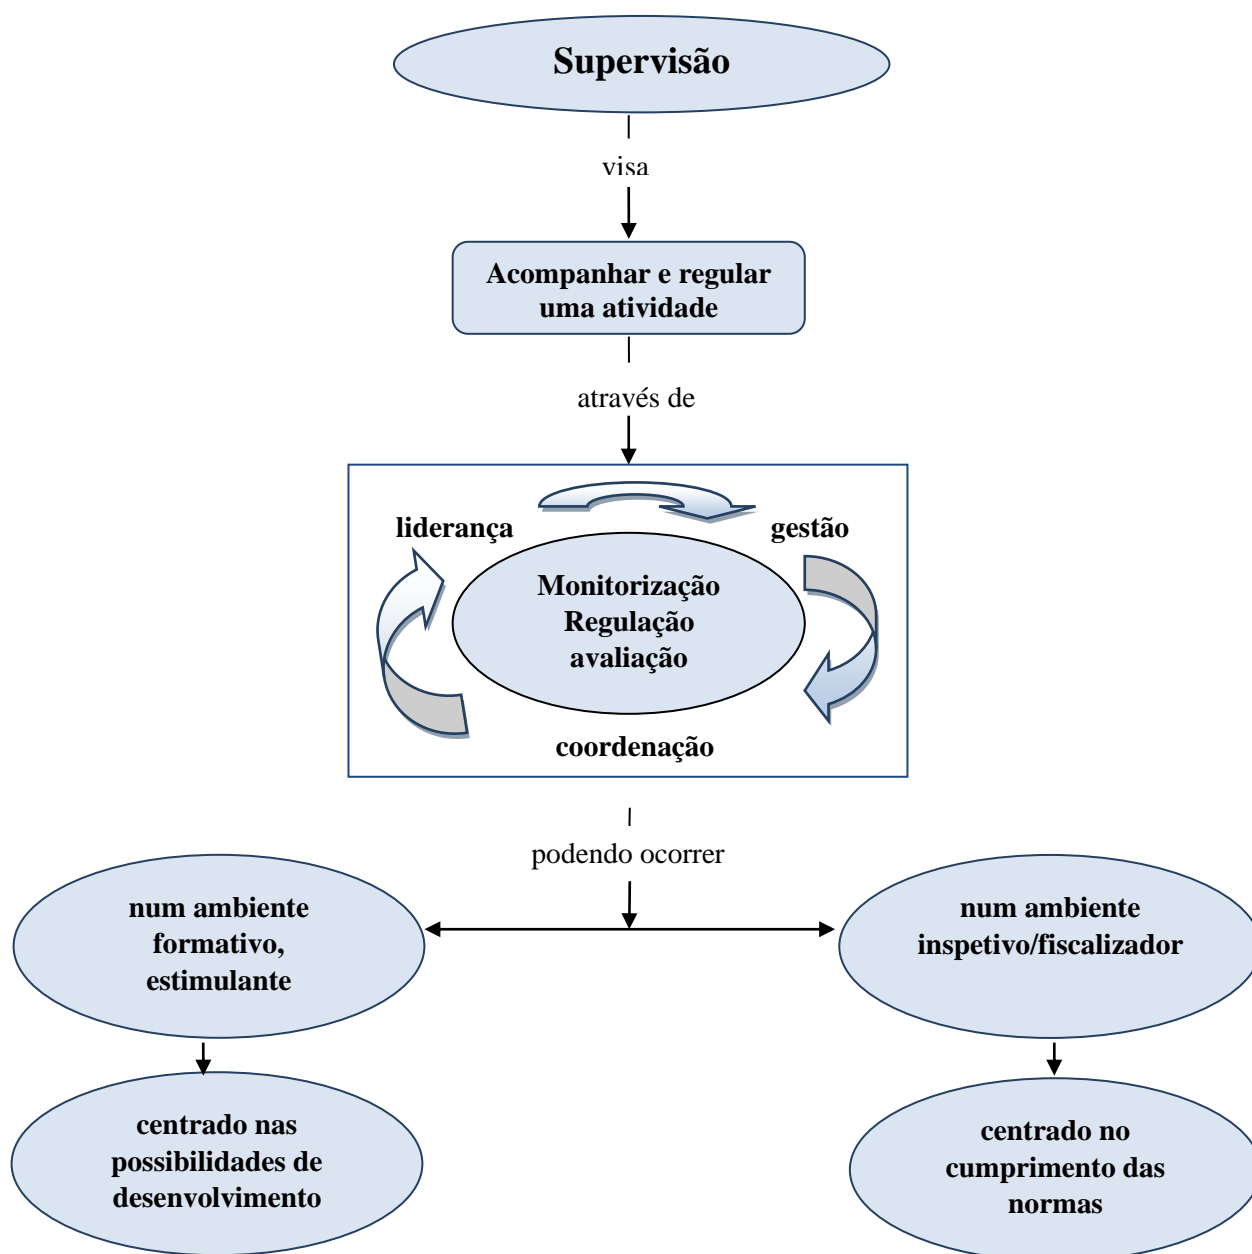 Supervisão
visa
Acompanhar e regular
uma atividade
através de
liderança
gestão
Monitorização
Regulação
avaliação
coordenação
podendo ocorrer
num ambiente
formativo,
estimulante
num ambiente
inspetivo/fiscalizador
centrado nas
possibilidades de
desenvolvimento
centrado no
cumprimento das
normas